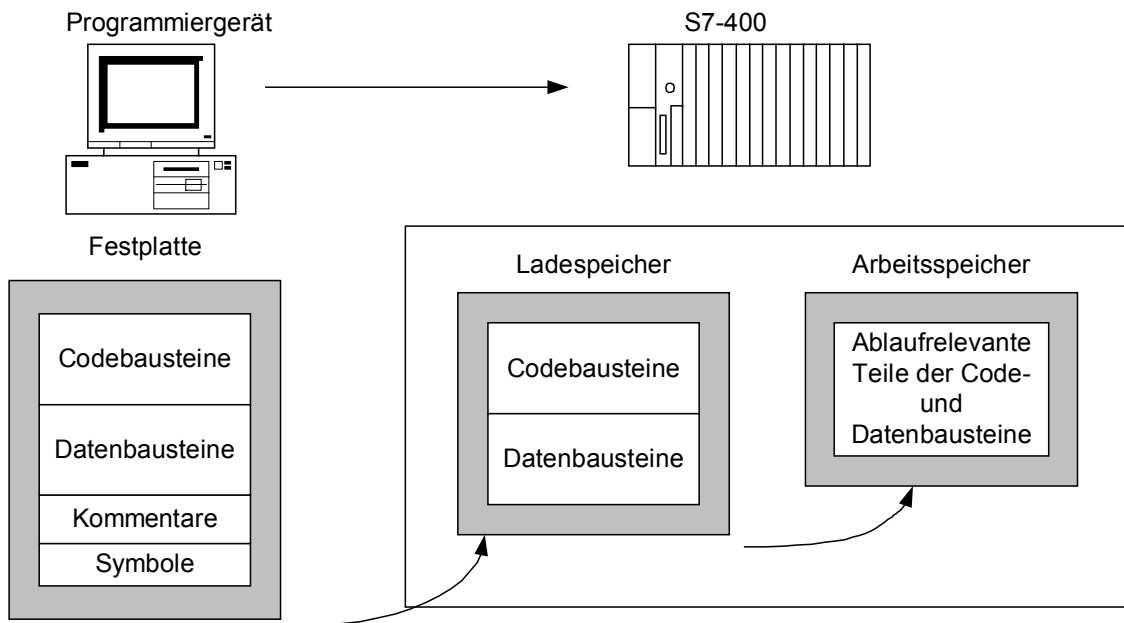 Programmiergerät
S7-400
Festplatte
Codebausteine
Datenbausteine
Kommentare
Symbole
Ladespeicher
Codebausteine
Datenbausteine
Arbeitsspeicher
Ablaufrelevante
Teile der Code-
und
Datenbausteine